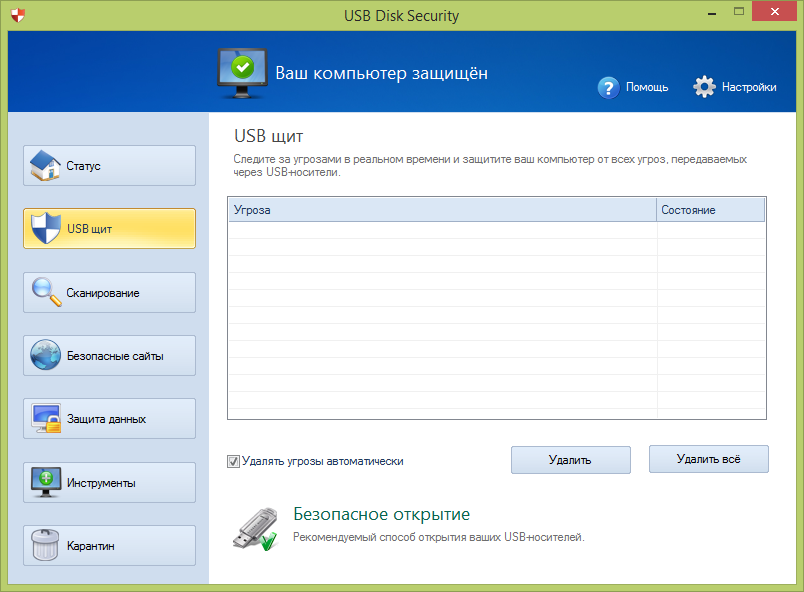 USB Disk Security
Ваш компьютер защищён
Помощь
Настройки
Статус
USB щит
Сканирование
Безопасные сайты
Защита данных
Инструменты
Карантин
USB щит
Следите за угрозами в реальном времени и защитите ваш компьютер от всех угроз, передаваемых
через USB-носители.
Угроза
Состояние
Удалять угрозы автоматически
Удалить
Удалить всё
Безопасное открытие
Рекомендуемый способ открытия ваших USB-носителей.